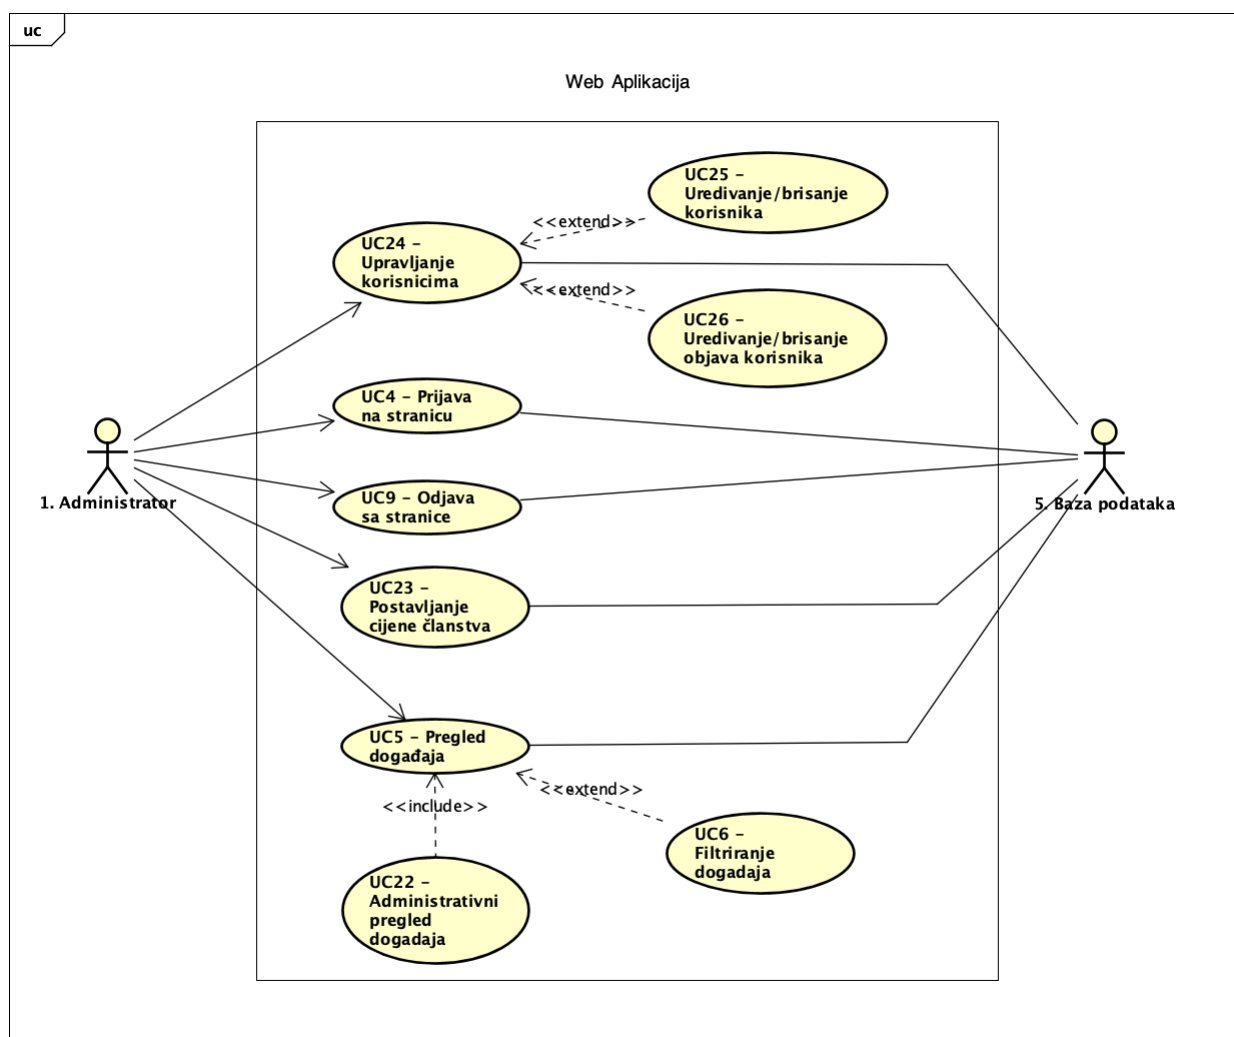 uc
Web Aplikacija
UC25 –
Uredivanje/brisanje
korisnika
<<extend>>
UC24 –
Upravljanje
korisnicima
<<extend>>
UC26 –
Uredivanje/brisanje
objava korisnika
UC4 – Prijava
na stranicu
1. Administrator
5. Baza podataka
UC9 – Odjava
sa stranice
UC23 –
Postavljanje
cijene članstva
UC5 – Pregled
događaja
<<extend>>
<<include>>
UC6 –
Filtriranje
dogadaja
UC22 –
Administrativni
pregled
dogadaja